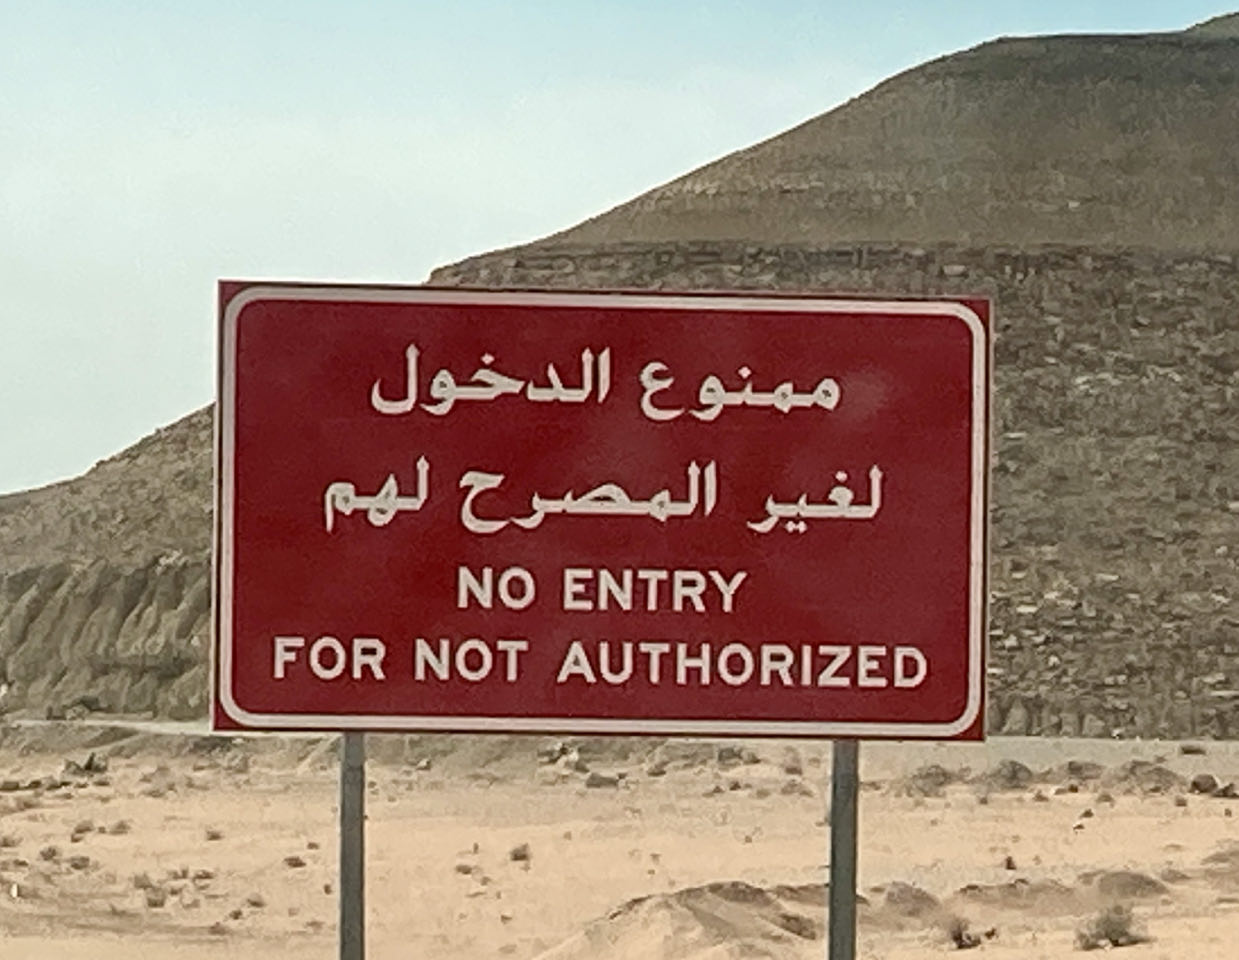 ممنوع الدخول
لغير المصرح لهم
NO ENTRY
FOR NOT AUTHORIZED